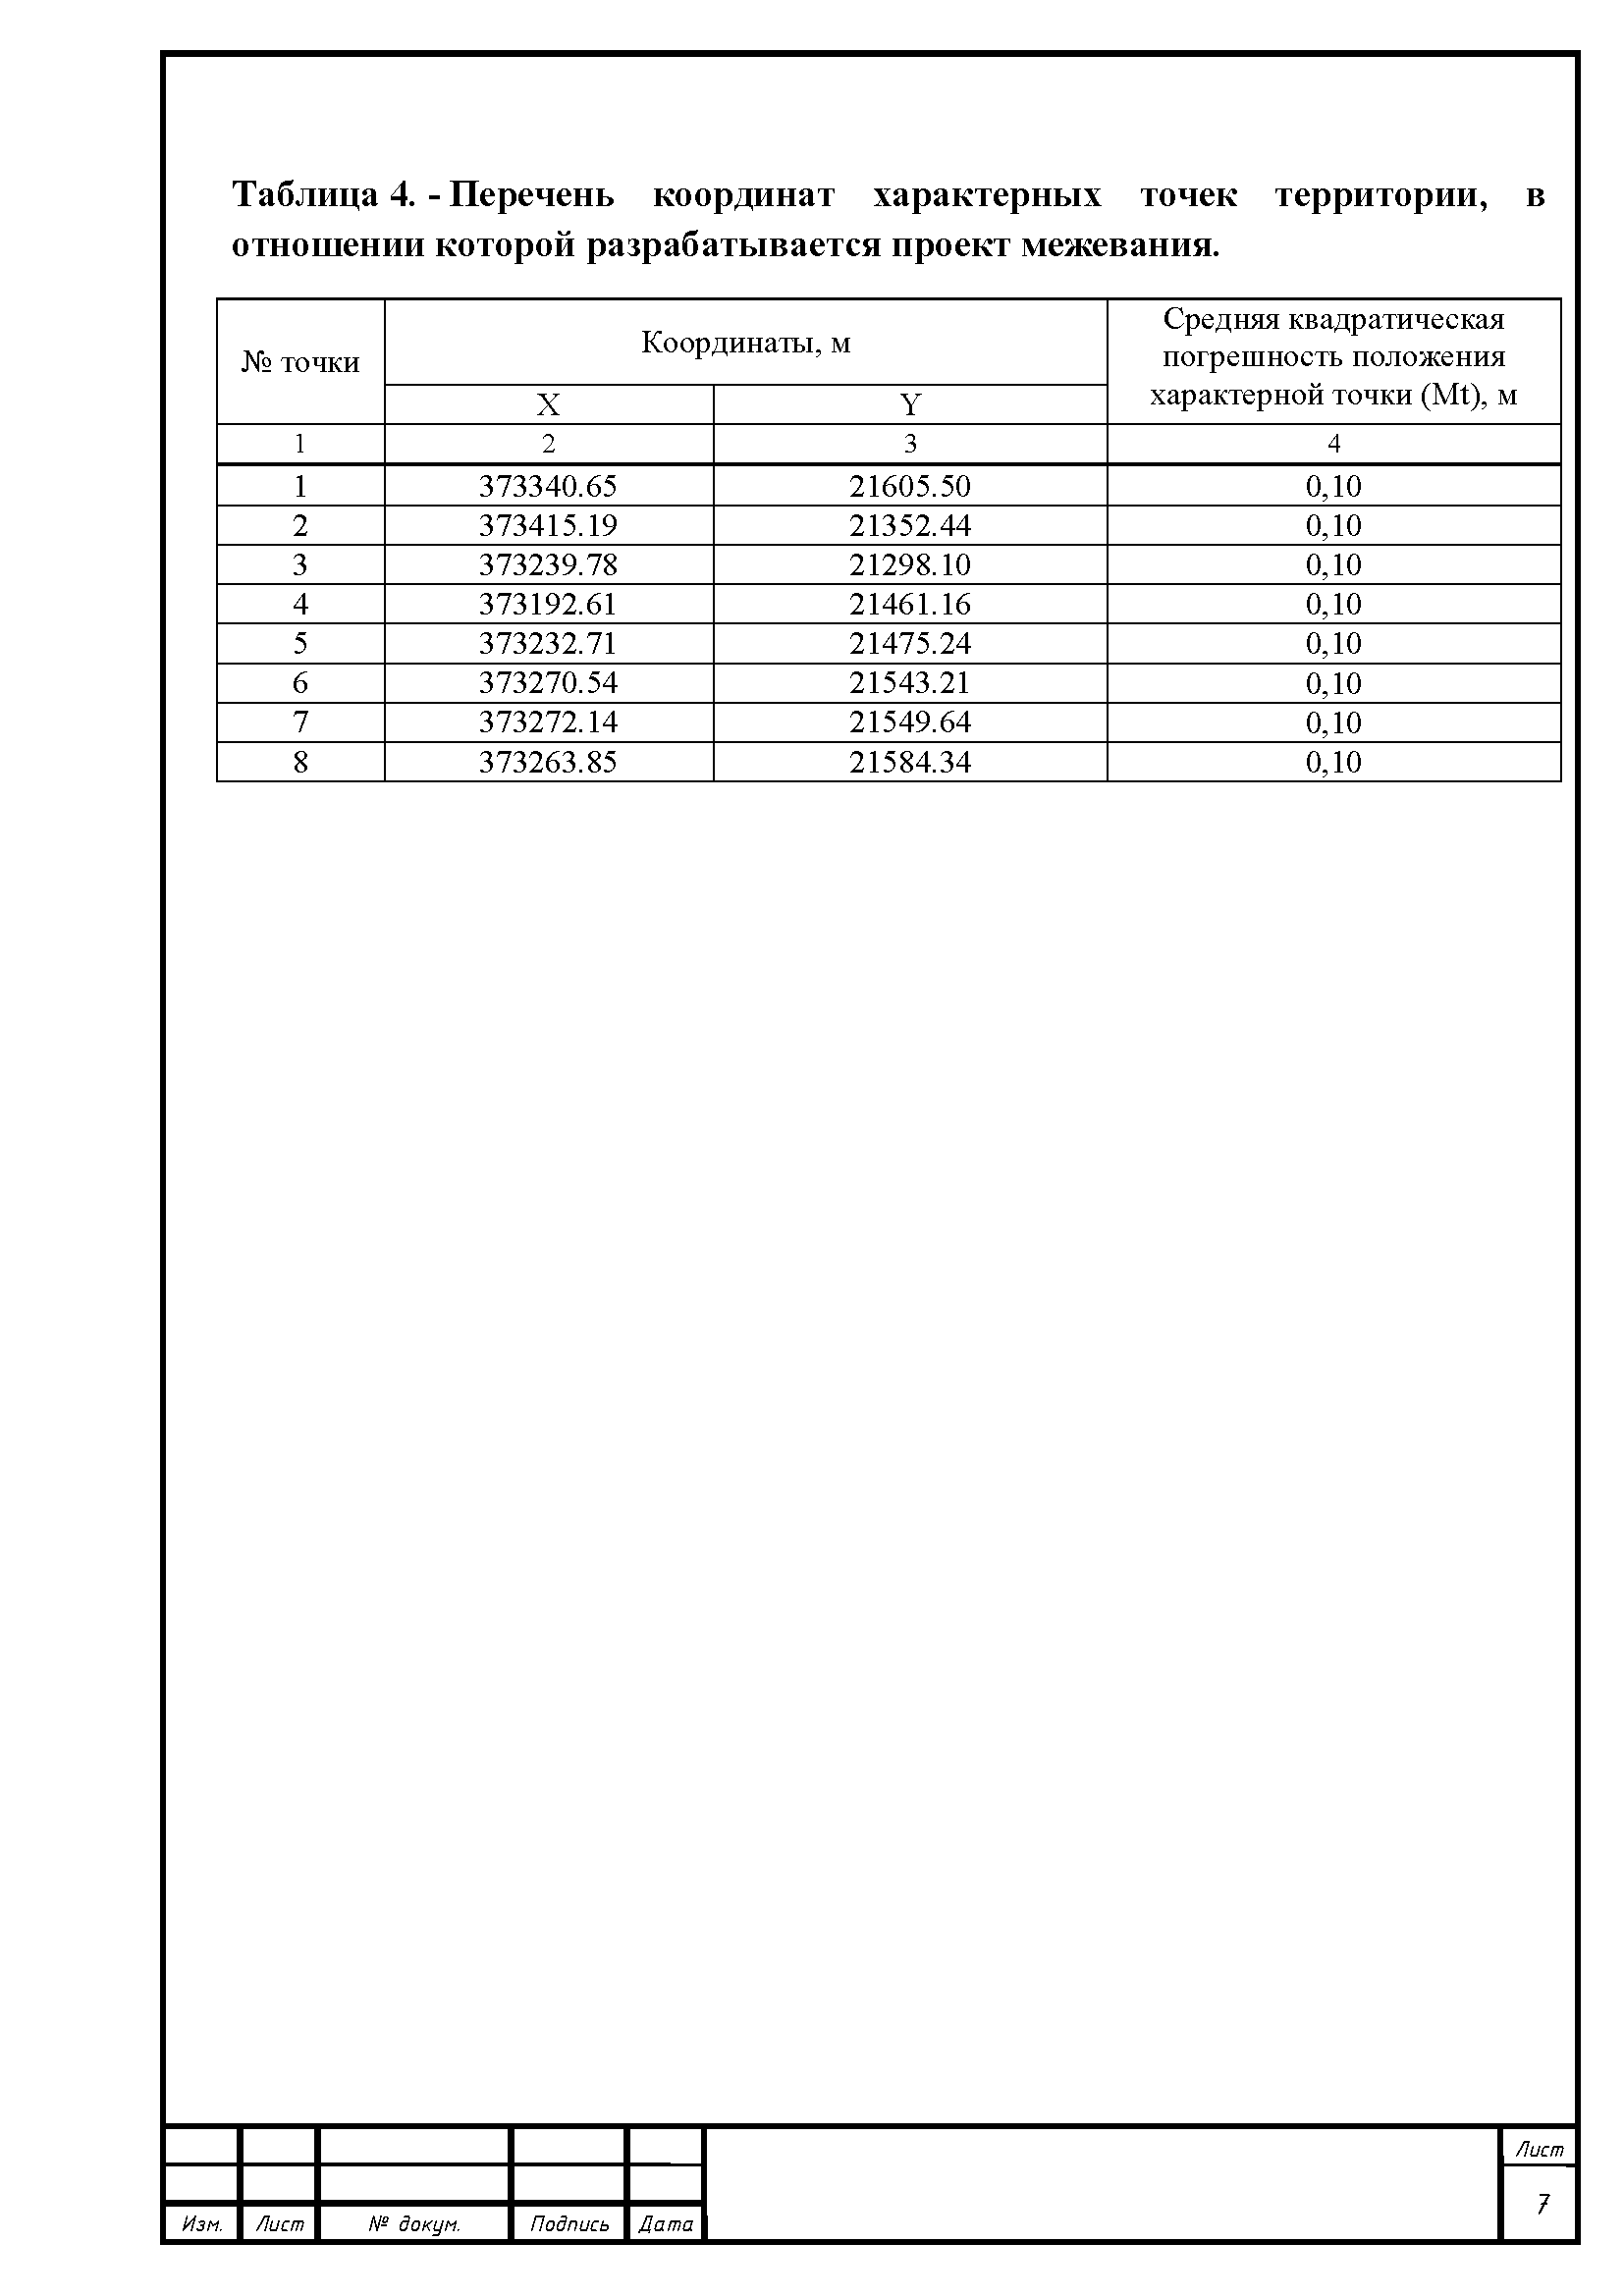 Таблица 4. - Перечень координат характерных точек территории, в
отношении которой разрабатывается проект межевания.
№ точки Координаты, м Средняя квадратическая
погрешность положения
характерной точки (Mt), м
X Y
1 2 3 4
1 373340.65 21605.50 0,10
2 373415.19 21352.44 0,10
3 373239.78 21298.10 0,10
4 373192.61 21461.16 0,10
5 373232.71 21475.24 0,10
6 373270.54 21543.21 0,10
7 373272.14 21549.64 0,10
8 373263.85 21584.34 0,10
Лист
7
Изм. Лист № докум. Подпись Дата